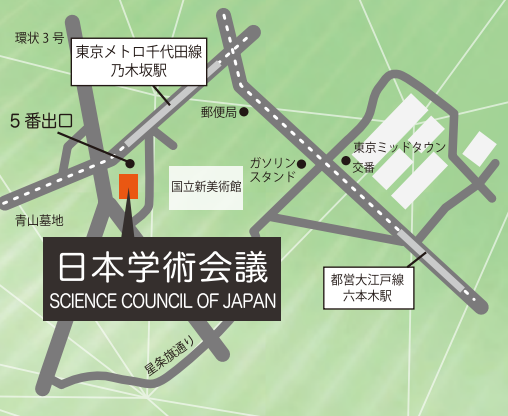 環状3号
東京メトロ千代田線
乃木坂駅
5番出口
郵便局
ガソリン
スタンド
東京ミッドタウン
交番
国立新美術館
青山墓地
日本学術会議
SCIENCE COUNCIL OF JAPAN
都営大江戸線
六本木駅
星条旗通り